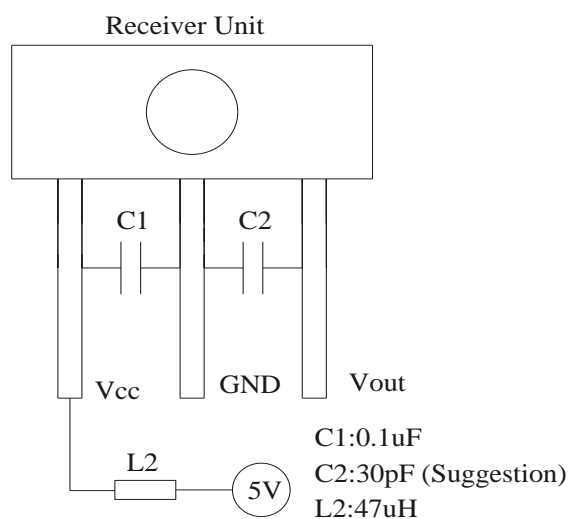 Receiver Unit
C1
C2
Vcc
GND
Vout
L2
5V
C1:0.1uF
C2:30pF (Suggestion)
L2:47uH